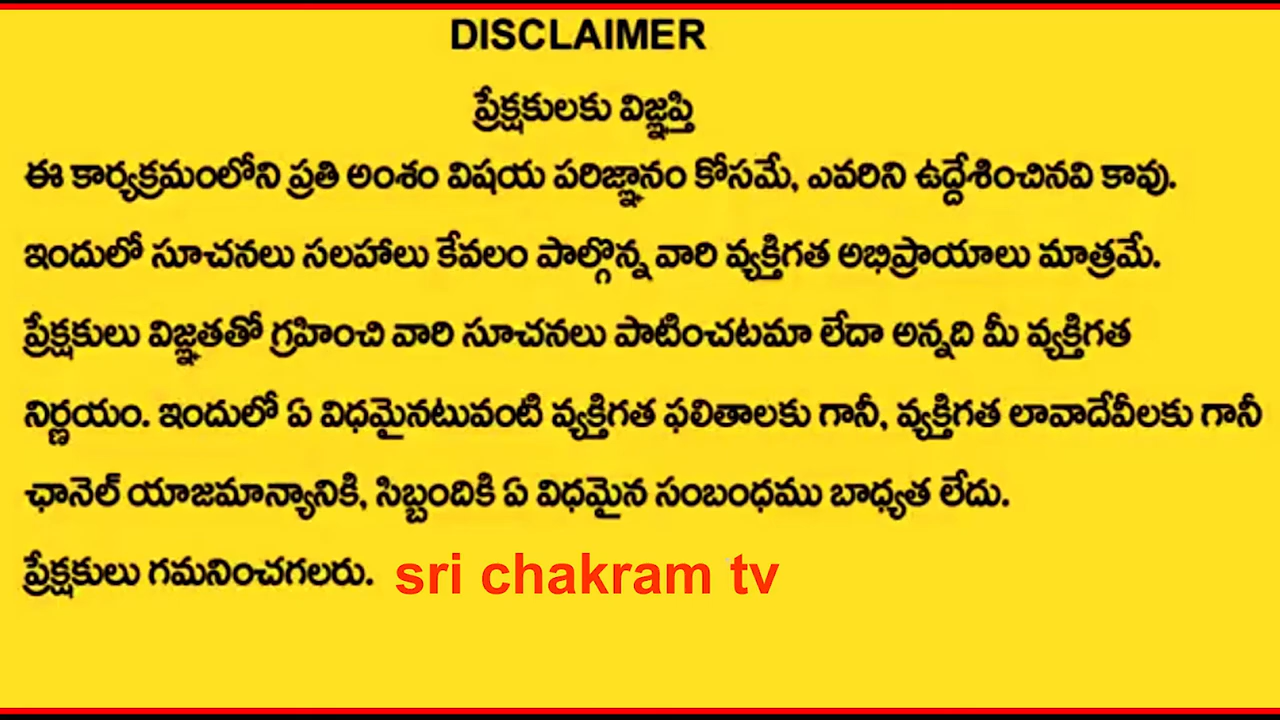 DISCLAIMER
ప్రేక్షకులకు విజ్ఞప్తి
ఈ కార్యక్రమంలోని ప్రతి అంశం విషయ పరిజ్ఞానం కోసమే, ఎవరిని ఉద్దేశించినవి కావు.
ఇందులో సూచనలు సలహాలు కేవలం పాల్గొన్న వారి వ్యక్తిగత అభిప్రాయాలు మాత్రమే.
ప్రేక్షకులు విజ్ఞతతో గ్రహించి వారి సూచనలు పాటించటమా లేదా అన్నది మీ వ్యక్తిగత
నిర్ణయం. ఇందులో ఏ విధమైనటువంటి వ్యక్తిగత ఫలితాలకు గానీ, వ్యక్తిగత లావాదేవీలకు గానీ
ఛానెల్ యాజమాన్యానికి, సిబ్బందికి ఏ విధమైన సంబంధము బాధ్యత లేదు.
ప్రేక్షకులు గమనించగలరు. sri chakram tv